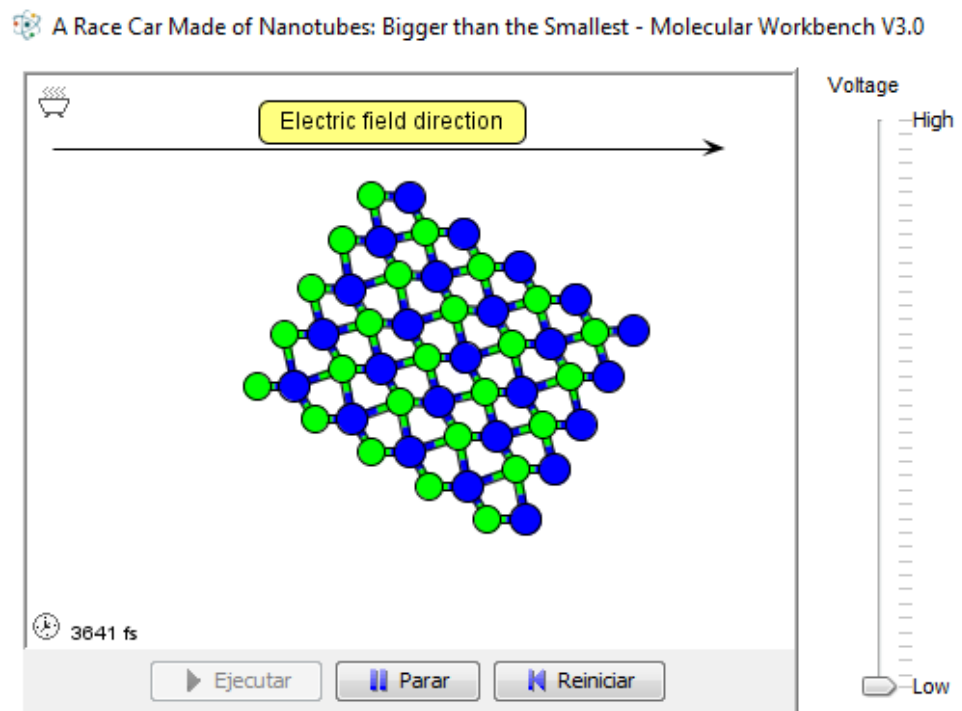 A Race Car Made of Nanotubes: Bigger than the Smallest - Molecular Workbench V3.0
Voltage
High
Electric field direction
3641 fs
Ejecutar
Parar
Reiniciar
Low